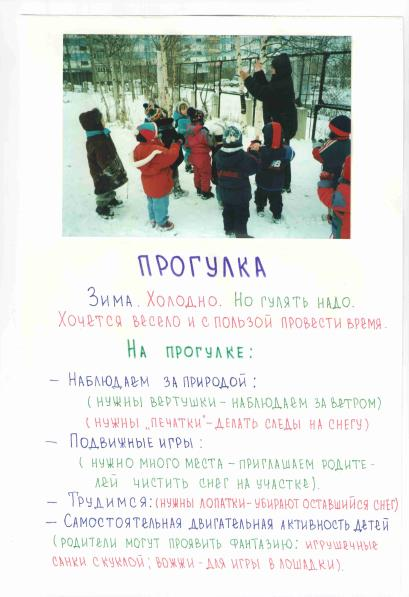 ПРОГУЛКА
Зима. Холодно. Но гулять надо.
Хочется весело и с пользой провести время.
На прогулке:
– Наблюдаем за природой:
(нужны вертушки – наблюдаем за ветром)
(нужны „печатки“ – делать следы на снегу)
– Подвижные игры:
(нужно много места – приглашаем родите-
лей чистить снег на участке).
– Трудимся: (нужны лопатки – убирают оставшийся снег)
– Самостоятельная двигательная активность детей
(родители могут проявить фантазию: игрушечные
санки с куклой; вожжи – для игры в лошадки).